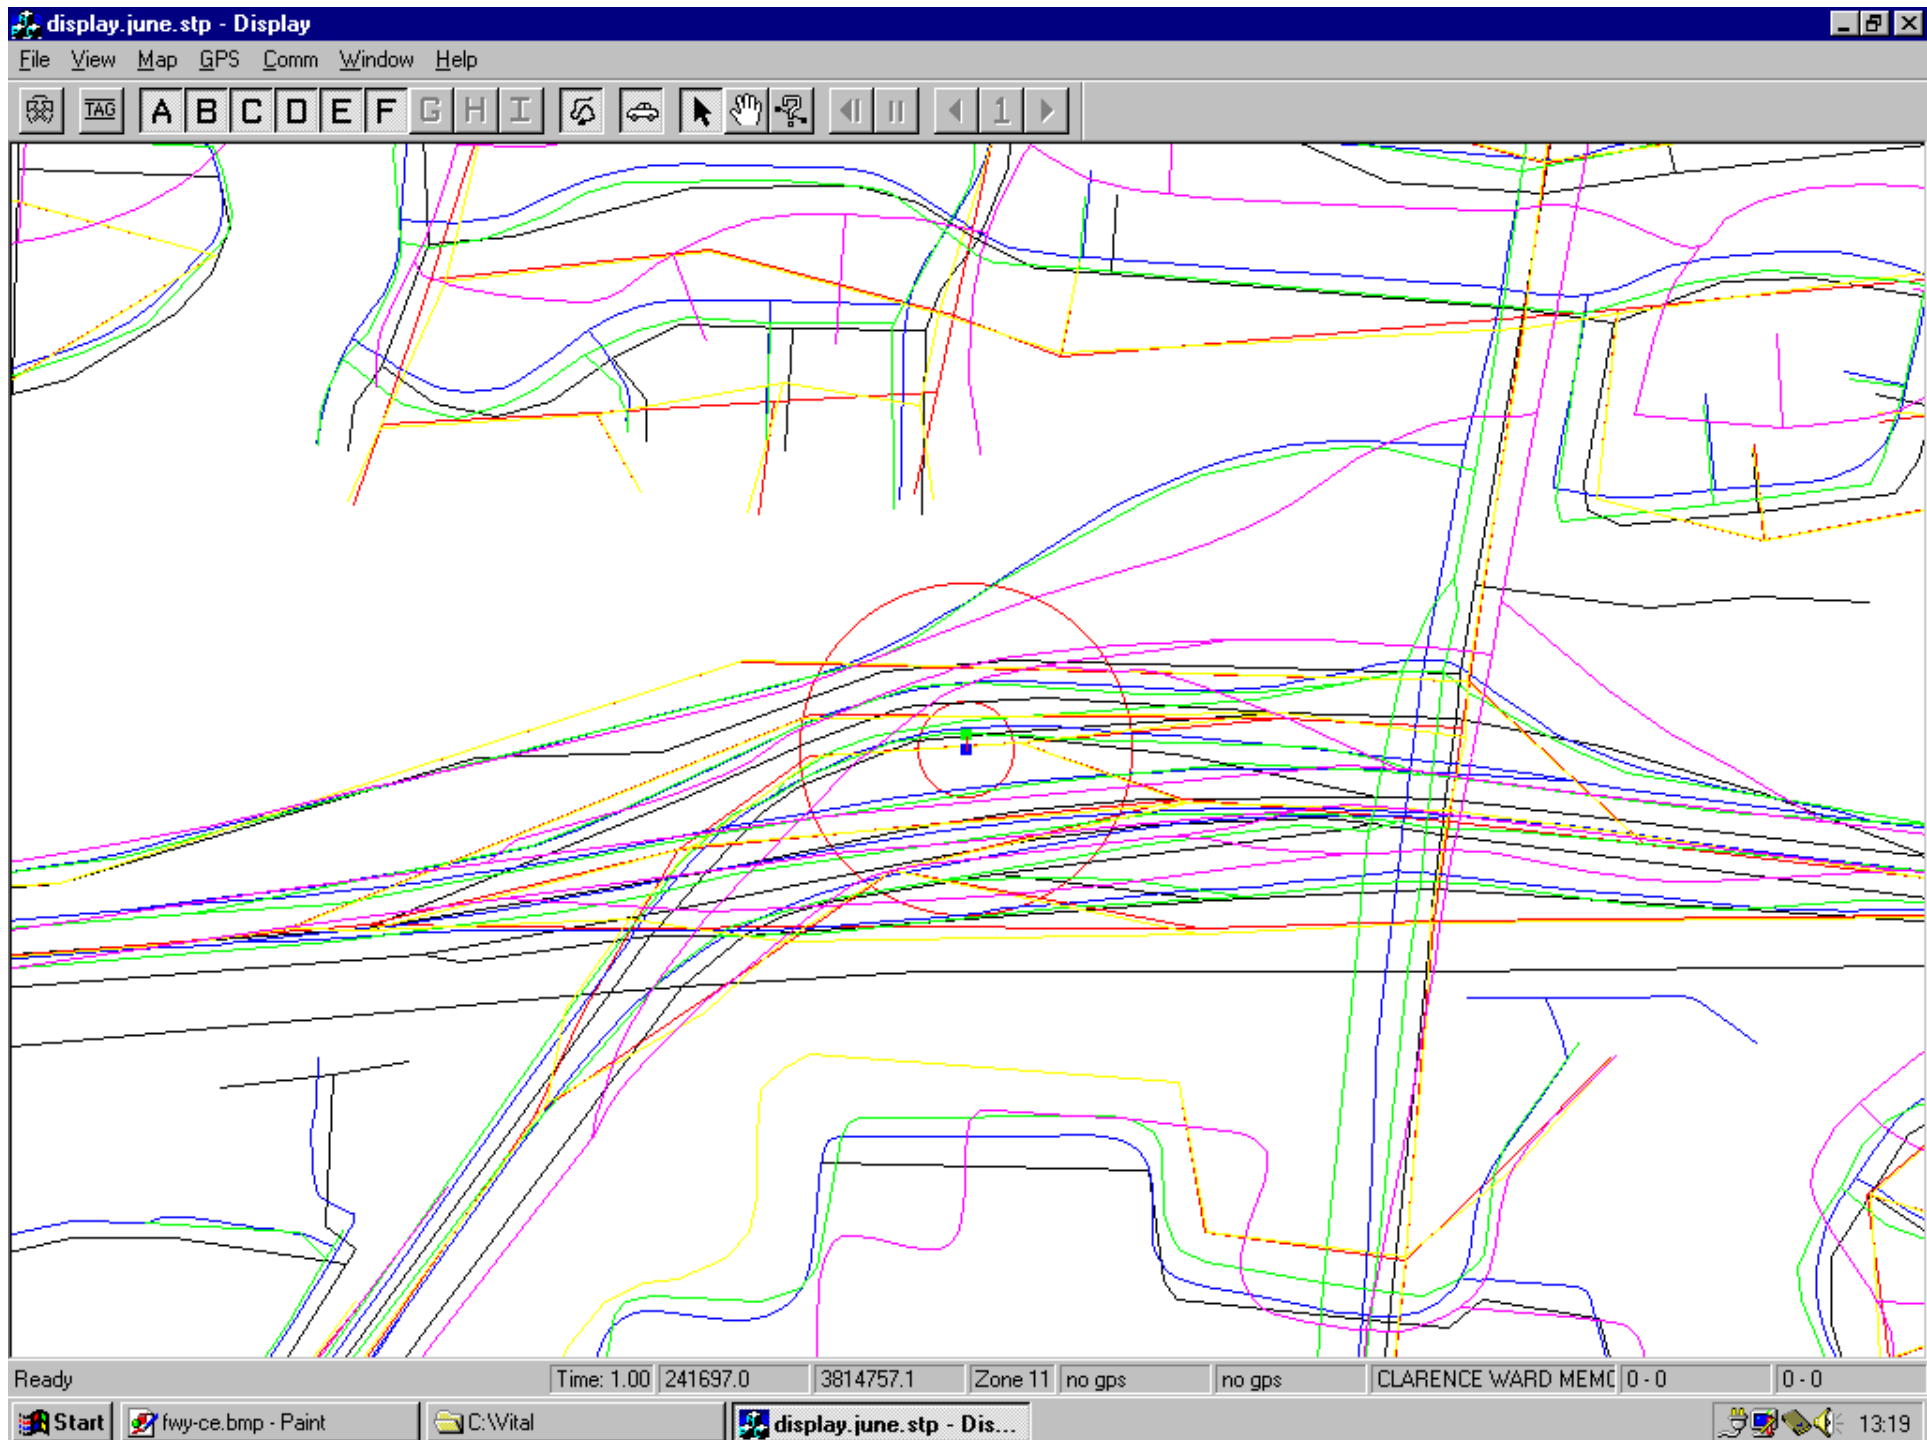 display.june.stp - Display
File View Map GPS Comm Window Help
TAG A B C D E F G H I 1
Ready Time: 1.00 241697.0 3814757.1 Zone 11 no gps no gps CLARENCE WARD MEMC 0 - 0 0 - 0
Start fwy-ce.bmp - Paint C:\Vital display.june.stp - Dis... 13:19